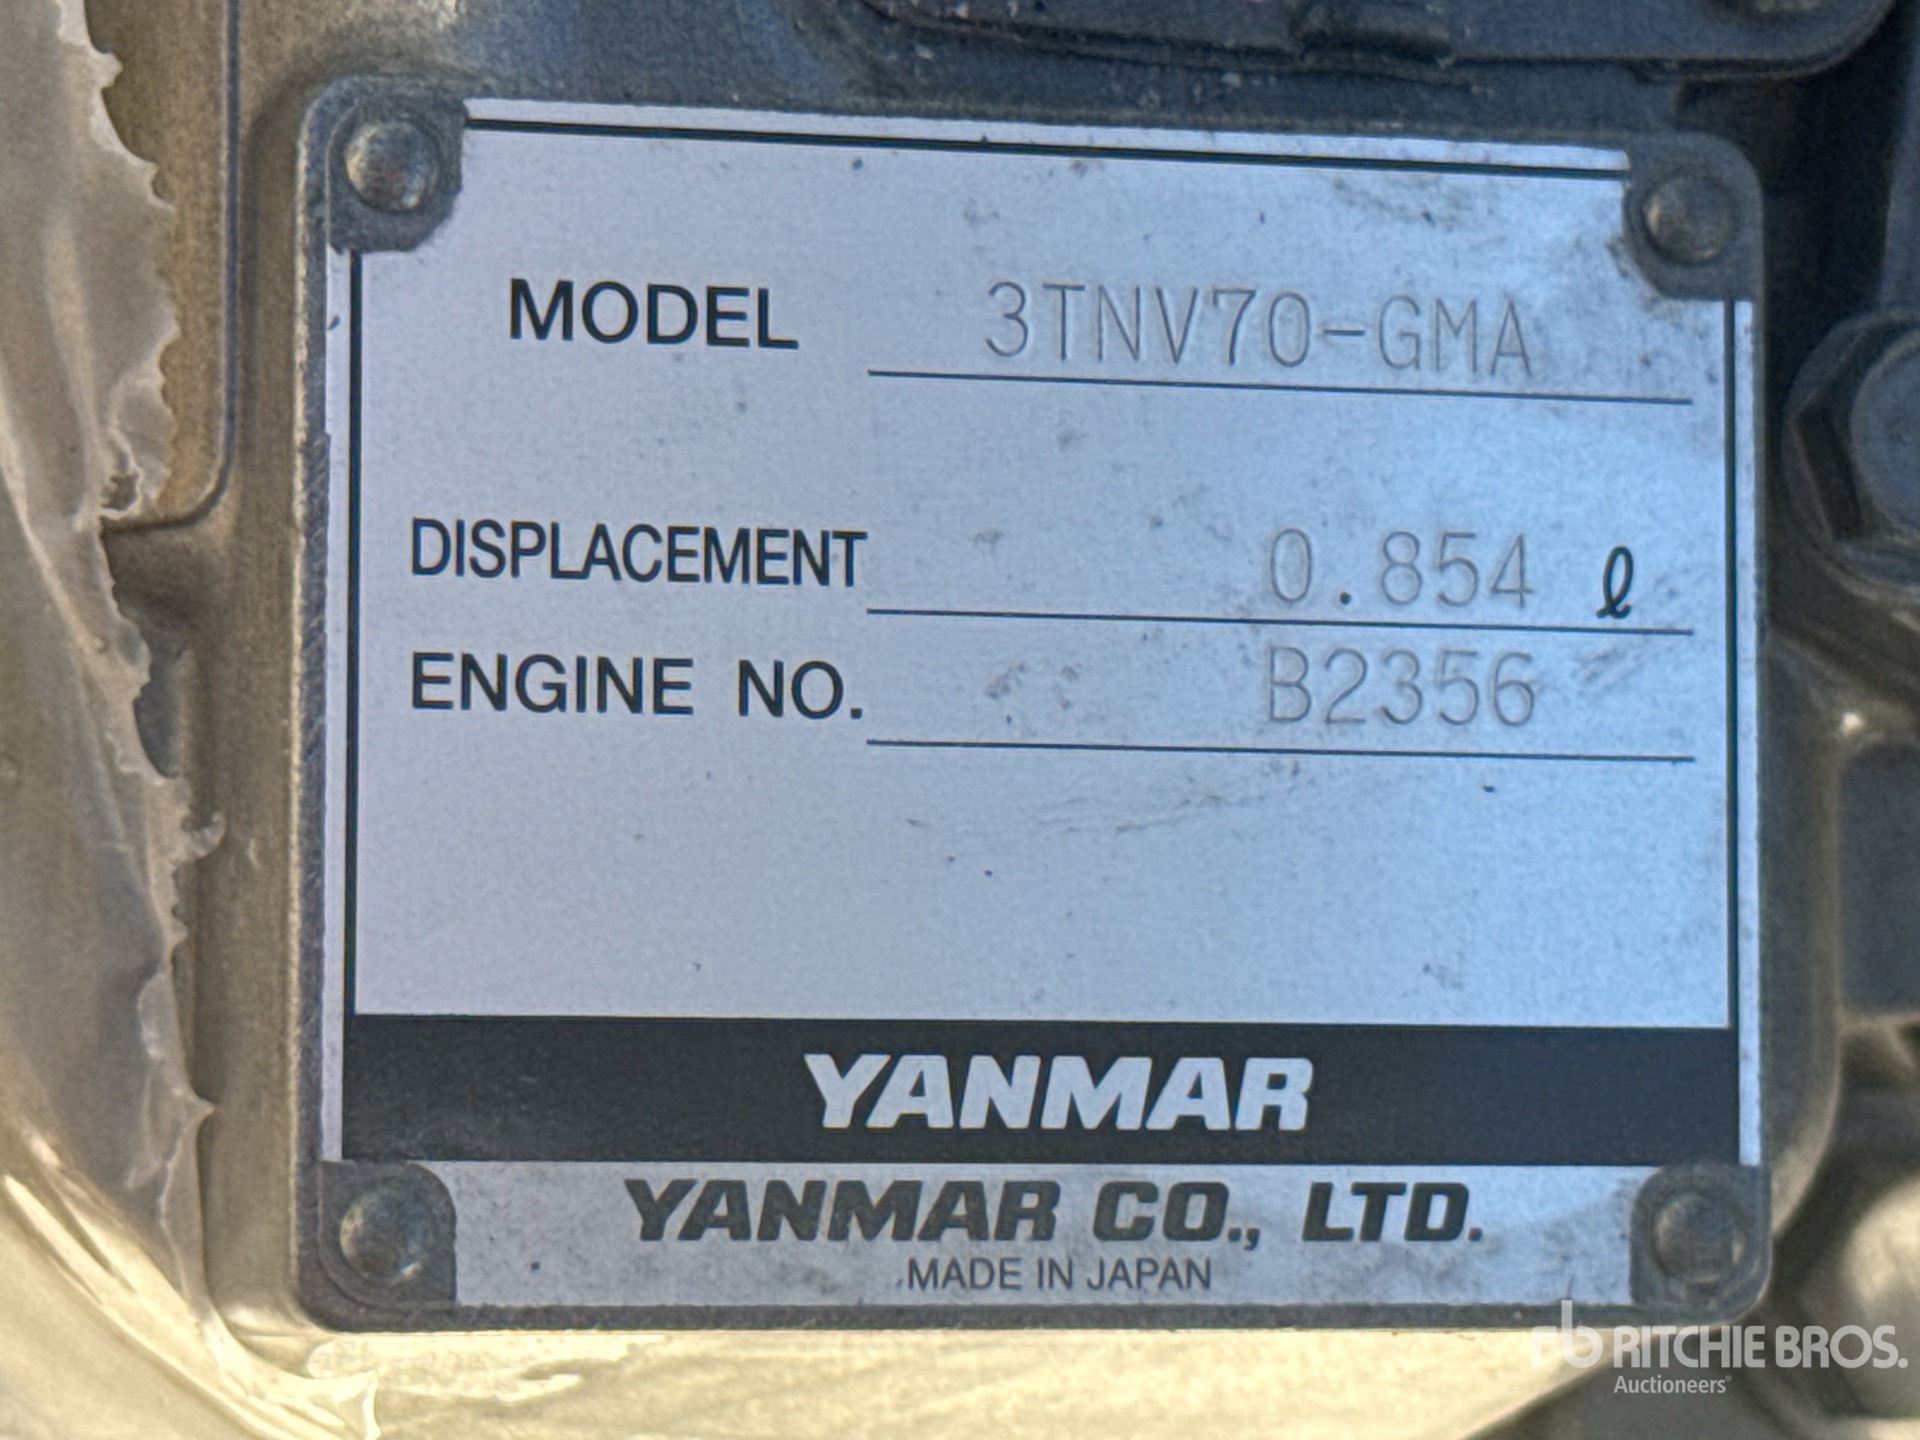 MODEL 3TNV70-GMA
DISPLACEMENT 0.854 ℓ
ENGINE NO. B2356
YANMAR
YANMAR CO., LTD.
MADE IN JAPAN
rb RITCHIE BROS.
Auctioneers®